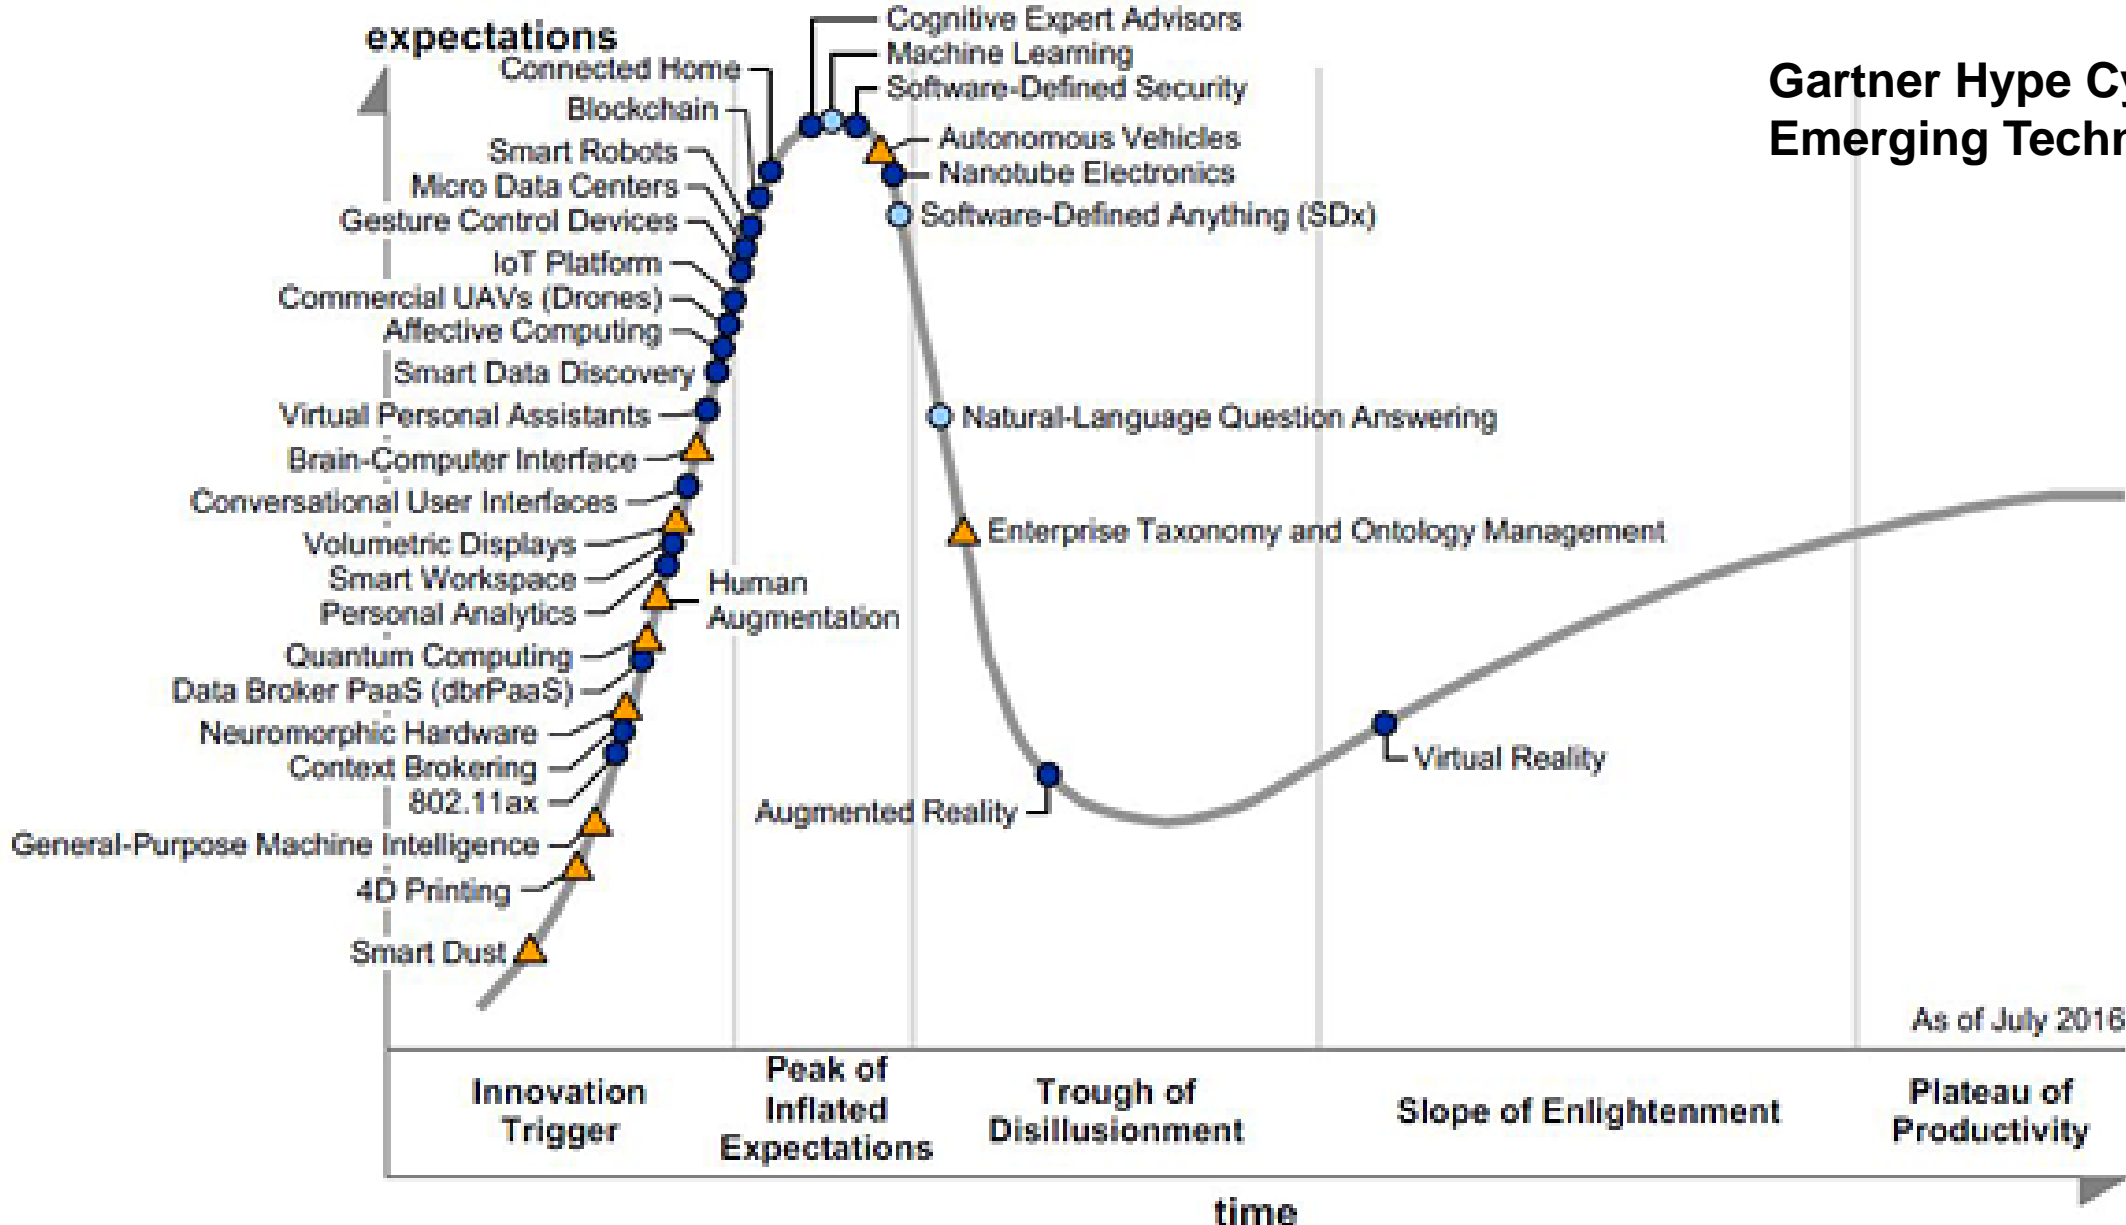 expectations
Gartner Hype Cy
Emerging Techn
Cognitive Expert Advisors
Machine Learning
Software-Defined Security
Connected Home
Blockchain
Autonomous Vehicles
Smart Robots
Nanotube Electronics
Micro Data Centers
Software-Defined Anything (SDx)
Gesture Control Devices
IoT Platform
Commercial UAVs (Drones)
Affective Computing
Smart Data Discovery
Virtual Personal Assistants
Natural-Language Question Answering
Brain-Computer Interface
Conversational User Interfaces
Enterprise Taxonomy and Ontology Management
Volumetric Displays
Smart Workspace
Human
Augmentation
Personal Analytics
Quantum Computing
Data Broker PaaS (dbrPaaS)
Neuromorphic Hardware
Context Brokering
802.11ax
Virtual Reality
Augmented Reality
General-Purpose Machine Intelligence
4D Printing
Smart Dust
As of July 2016
Innovation
Trigger
Peak of
Inflated
Expectations
Trough of
Disillusionment
Slope of Enlightenment
Plateau of
Productivity
time